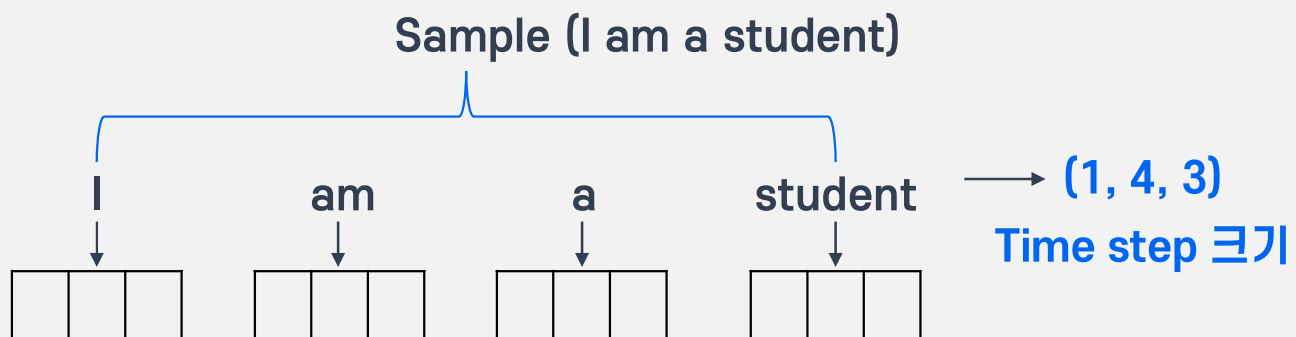 Sample (I am a student)
I am a student
(1, 4, 3)
Time step 크기